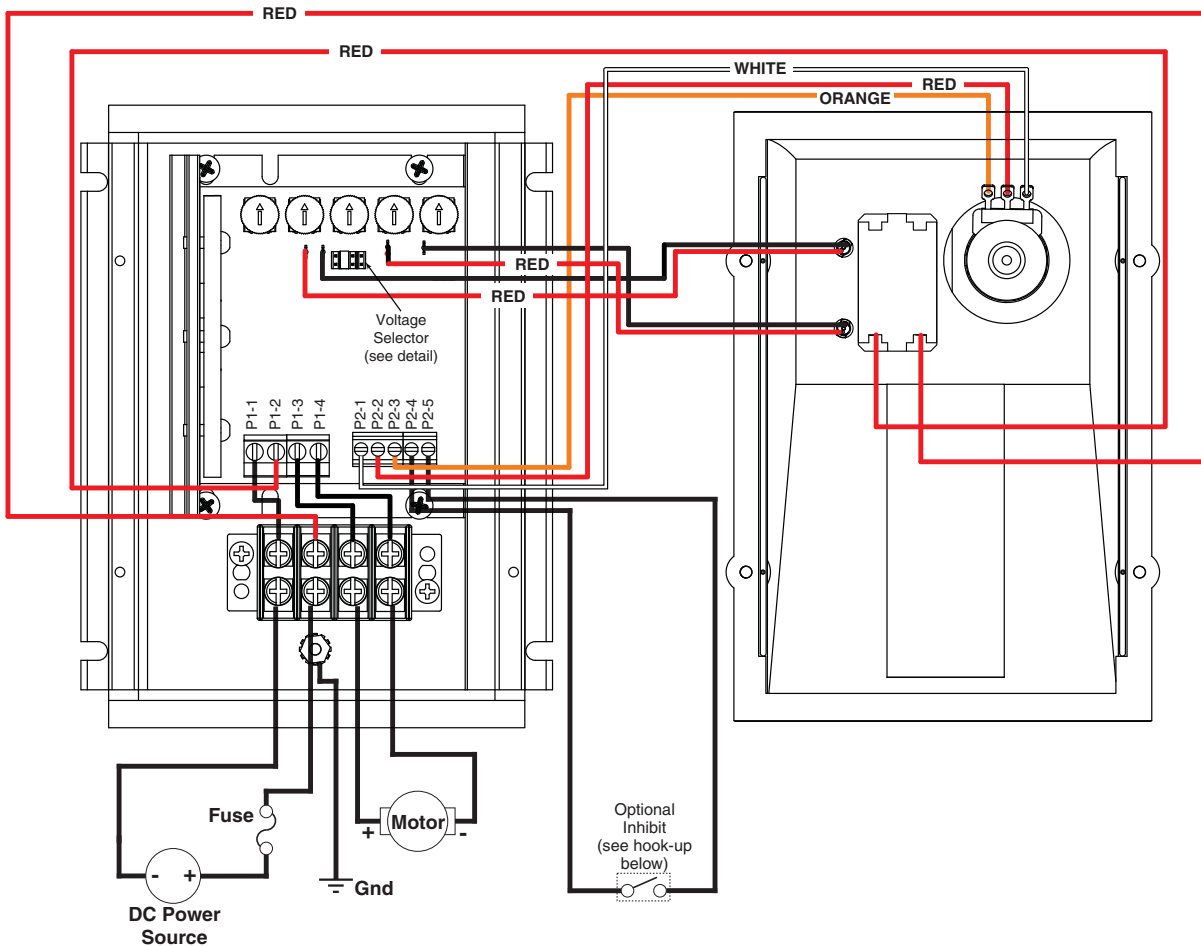 RED
RED
WHITE
RED
ORANGE
RED
RED
Voltage
Selector
(see detail)
P1-1
P1-2
P1-3
P1-4
P2-1
P2-2
P2-3
P2-4
P2-5
Fuse
+
Motor
-
Optional
Inhibit
(see hook-up
below)
-
+
Gnd
DC Power
Source